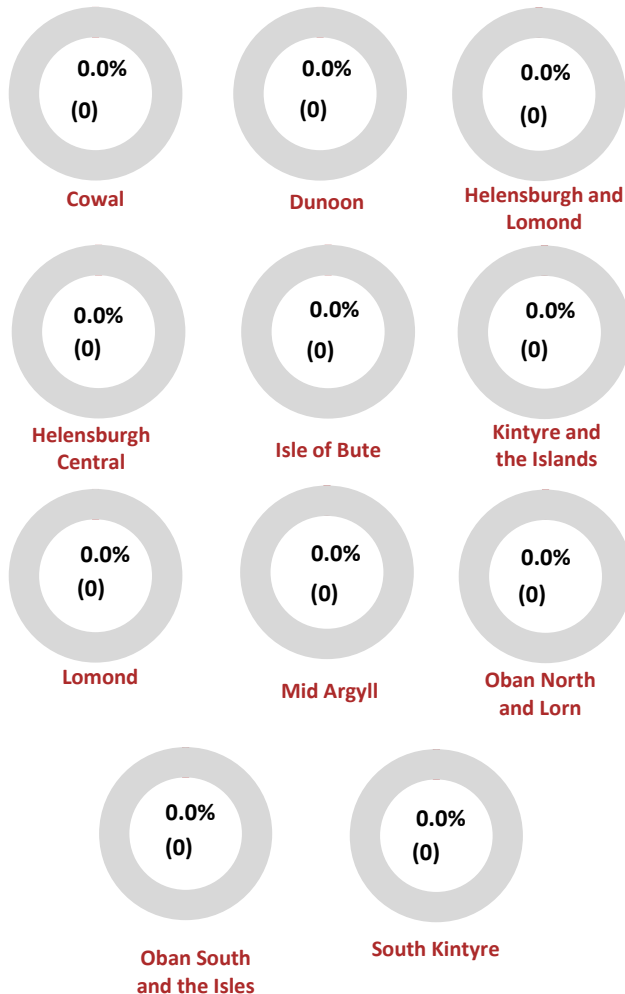 0.0%
(0)
Cowal
0.0%
(0)
Dunoon
0.0%
(0)
Helensburgh and
Lomond
0.0%
(0)
Helensburgh
Central
0.0%
(0)
Isle of Bute
0.0%
(0)
Kintyre and
the Islands
0.0%
(0)
Lomond
0.0%
(0)
Mid Argyll
0.0%
(0)
Oban North
and Lorn
0.0%
(0)
Oban South
and the Isles
0.0%
(0)
South Kintyre